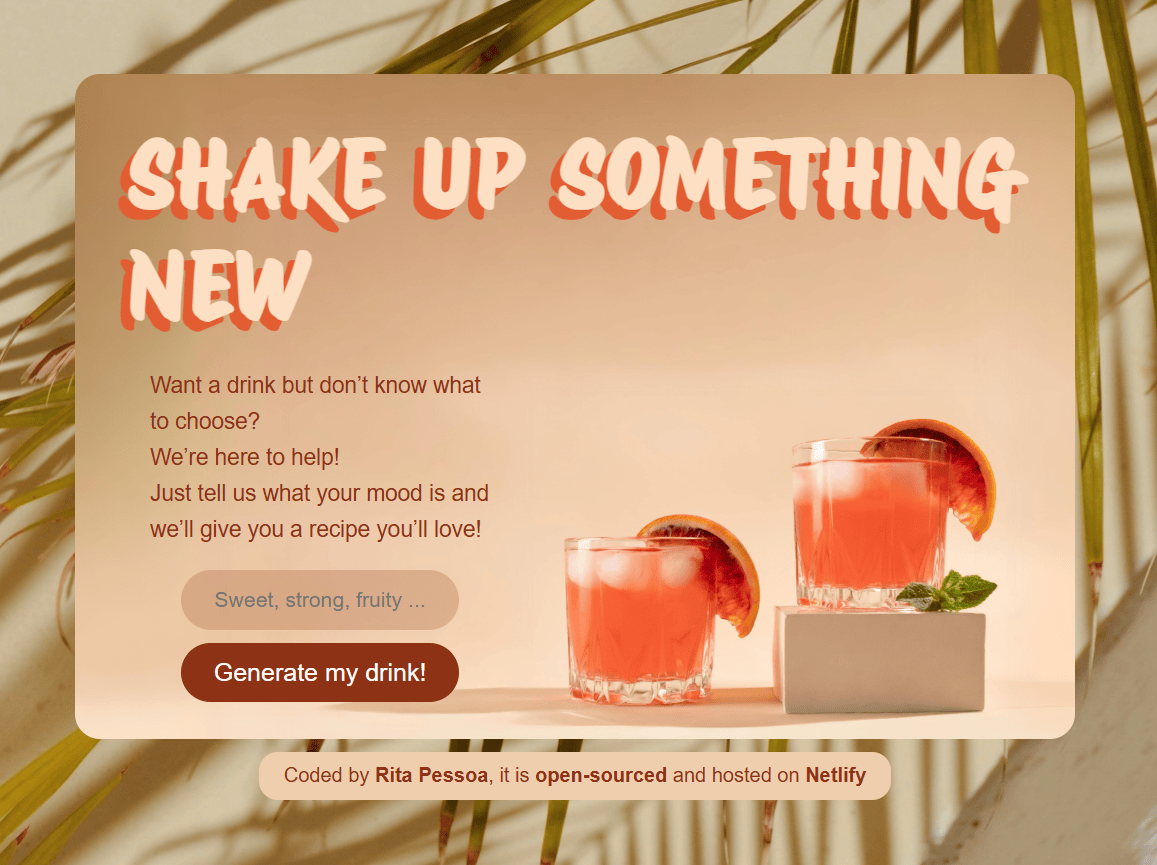 SHAKE UP SOMETHING
NEW
Want a drink but don’t know what
to choose?
We’re here to help!
Just tell us what your mood is and
we’ll give you a recipe you’ll love!
Sweet, strong, fruity ...
Generate my drink!
Coded by Rita Pessoa, it is open-sourced and hosted on Netlify